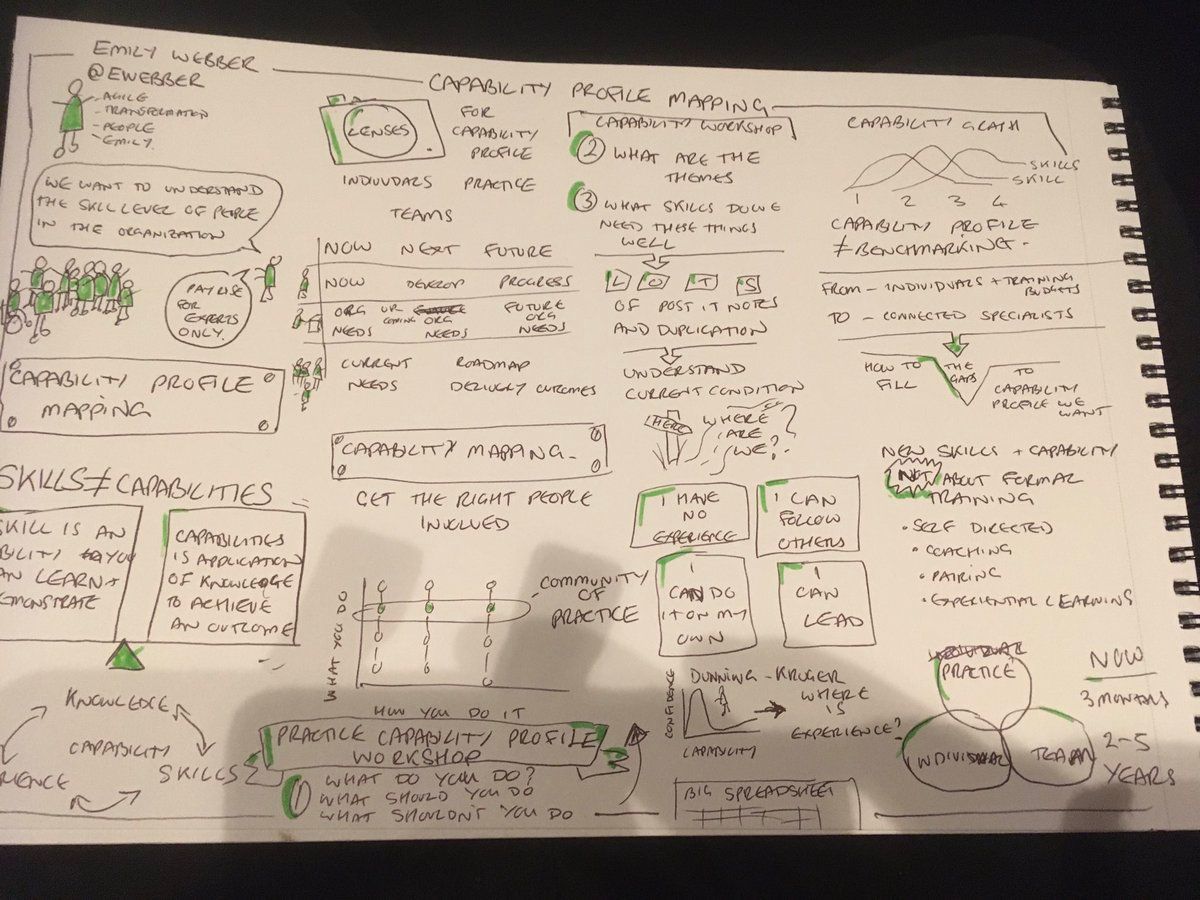 EMILY WEBBER
@EWEBBER
- AGILE
- TRANSFORMATION
- PEOPLE
- EMILY.
WE WANT TO UNDERSTAND
THE SKILL LEVEL OF PEOPLE
IN THE ORGANIZATION
PAY RISE
FOR
EXPERTS
ONLY.
CAPABILITY PROFILE
MAPPING
SKILLS ≠ CAPABILITIES
SKILL IS AN
BILITY YOU
AN LEARN +
EMONSTRATE
CAPABILITIES
IS APPLICATION
OF KNOWLEDGE
TO ACHIEVE
AN OUTCOME
KNOWLEDGE
CAPABILITY
RIENCE
SKILLS
CAPABILITY PROFILE MAPPING
LENSES
FOR
CAPABILITY
PROFILE
INDIVUDALS PRACTICE
TEAMS
NOW NEXT FUTURE
NOW DEVELOP PROGRESS
ORG NEEDS
UP COMING ORG NEEDS
FUTURE ORG NEEDS
CURRENT NEEDS
ROADMAP
DELIVERY OUTCOMES
CAPABILITY MAPPING -
GET THE RIGHT PEOPLE
INVOLVED
COMMUNITY
OF
PRACTICE
WHAT YOU DO
HOW YOU DO IT
PRACTICE CAPABILITY PROFILE
WORKSHOP
1 WHAT DO YOU DO?
WHAT SHOULD YOU DO
WHAT SHOULDN'T YOU DO
CAPABILITY WORKSHOP
2 WHAT ARE THE
THEMES
3 WHAT SKILLS DO WE
NEED THESE THINGS
WELL
L O T S
OF POST IT NOTES
AND DUPLICATION
UNDERSTAND
CURRENT CONDITION
HERE
WHERE
ARE
WE?
I HAVE
NO
EXPERIENCE
I CAN
FOLLOW
OTHERS
I
CAN DO
IT ON MY
OWN
I
CAN
LEAD
DUNNING - KRUGER
CONFIDENCE
CAPABILITY
WHERE
IS
EXPERIENCE?
BIG SPREADSHEET
CAPABILITY GRAPH
SKILLS
SKILL
1 2 3 4
CAPABILITY PROFILE
≠ BENCHMARKING -
FROM - INDIVIDUALS + TRAINING
BUDGETS
TO - CONNECTED SPECIALISTS
HOW TO
FILL
THE
GAPS
TO
CAPABILITY
PROFILE WE
WANT
NEW SKILLS + CAPABILITY
NOT ABOUT FORMAL
TRAINING
• SELF DIRECTED
• COACHING
• PAIRING
• EXPERIENTIAL LEARNING
PRACTICE
INDIVIDUAL
TEAM
NOW
3 MONTHS
2-5
YEARS